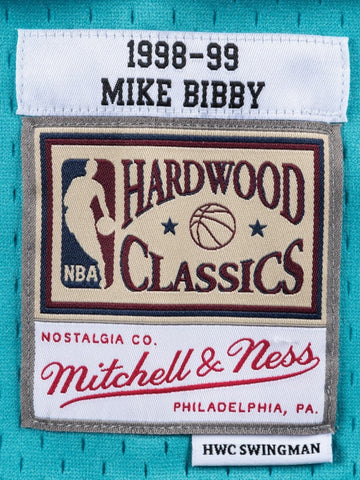 1998-99
MIKE BIBBY
HARDWOOD
NBA
CLASSICS
NOSTALGIA CO.
Mitchell & Ness
PHILADELPHIA, PA.
HWC SWINGMAN